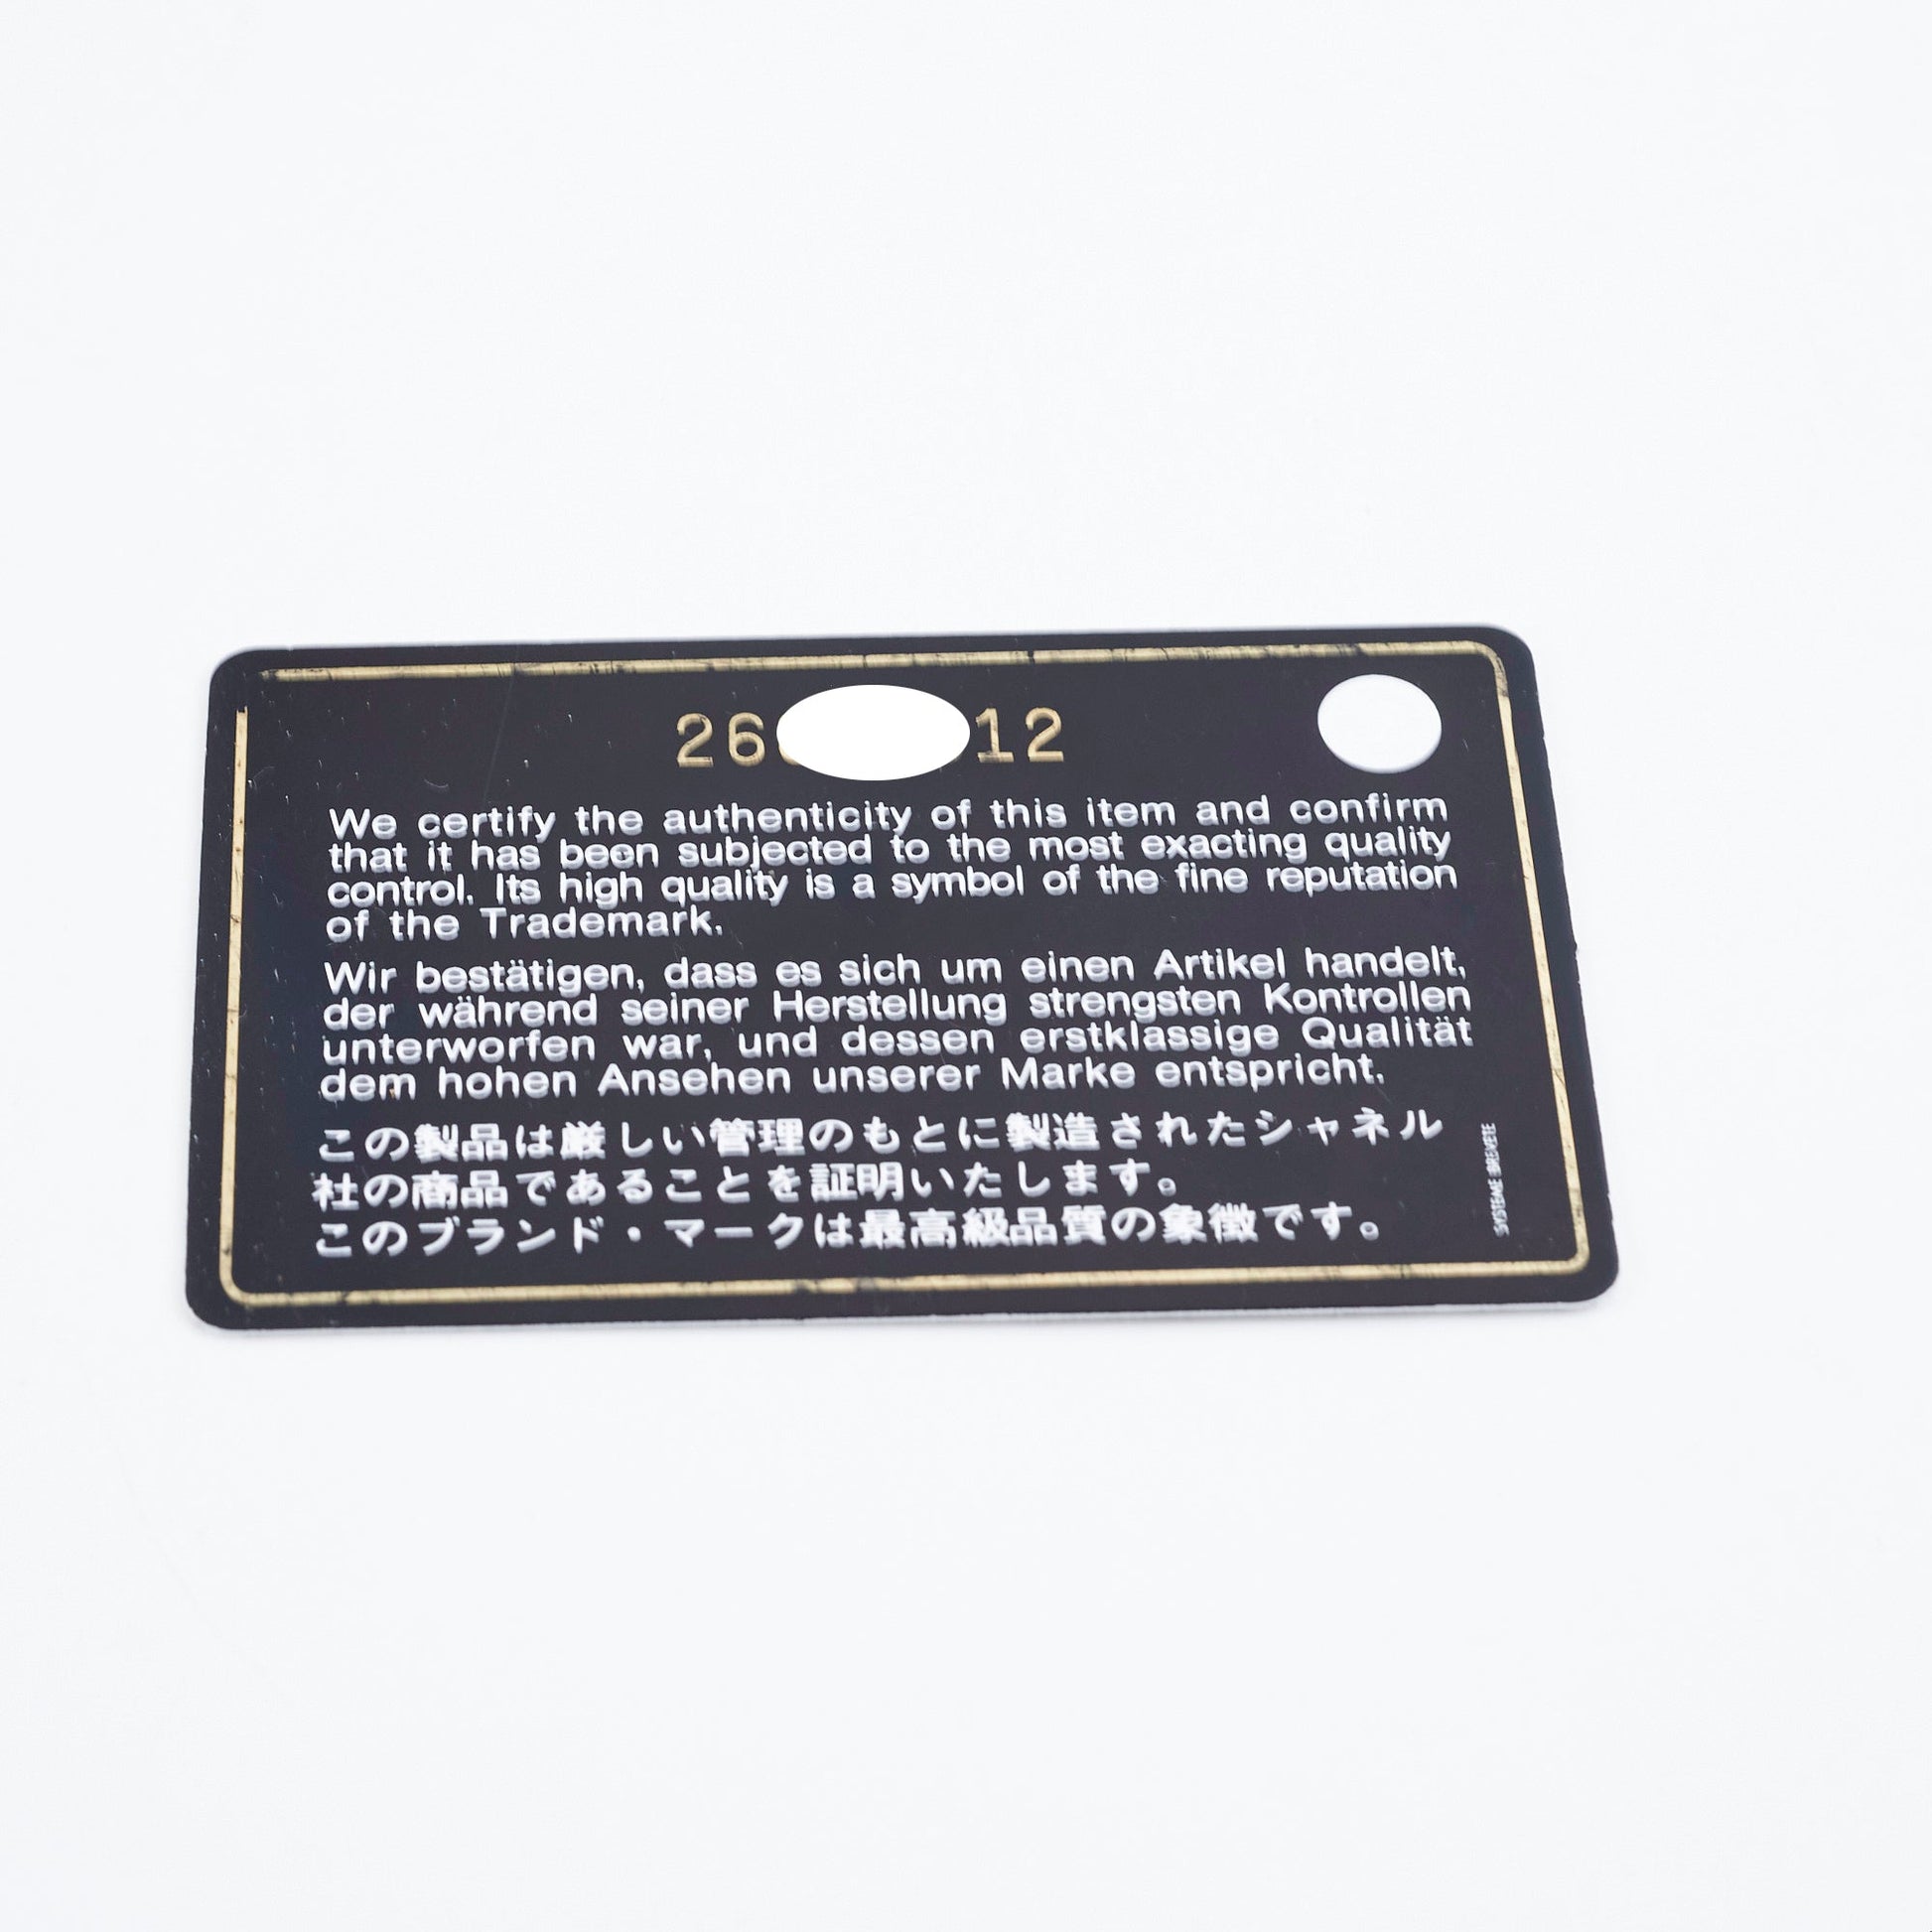 26 12
We certify the authenticity of this item and confirm
that it has been subjected to the most exacting quality
control. Its high quality is a symbol of the fine reputation
of the Trademark.
Wir bestätigen, dass es sich um einen Artikel handelt,
der während seiner Herstellung strengsten Kontrollen
unterworfen war, und dessen erstklassige Qualität
dem hohen Ansehen unserer Marke entspricht.
この製品は厳しい管理のもとに製造されたシャネル
社の商品であることを証明いたします。
このブランド・マークは最高級品質の象徴です。
SYSTEME BREVETE